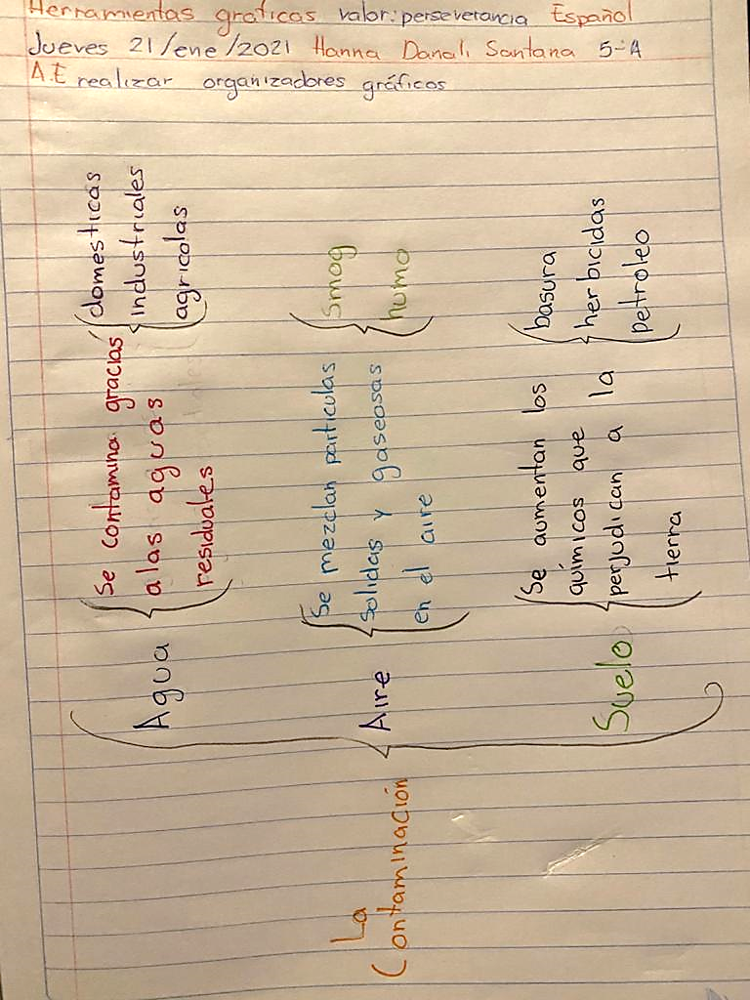 Herramientas graficas valor: perseverancia Español
Jueves 21/ene/2021 Hanna Danali Santana 5-A
A.E realizar organizadores gráficos
La
Contaminación
Agua
Se contamina gracias
alas aguas
residuales
domesticas
industriales
agricolas
Aire
Se mezclan particulas
solidas y gaseosas
en el aire
Smog
humo
Suelo
Se aumentan los
químicos que
perjudican a la
tierra
basura
herbicidas
petroleo